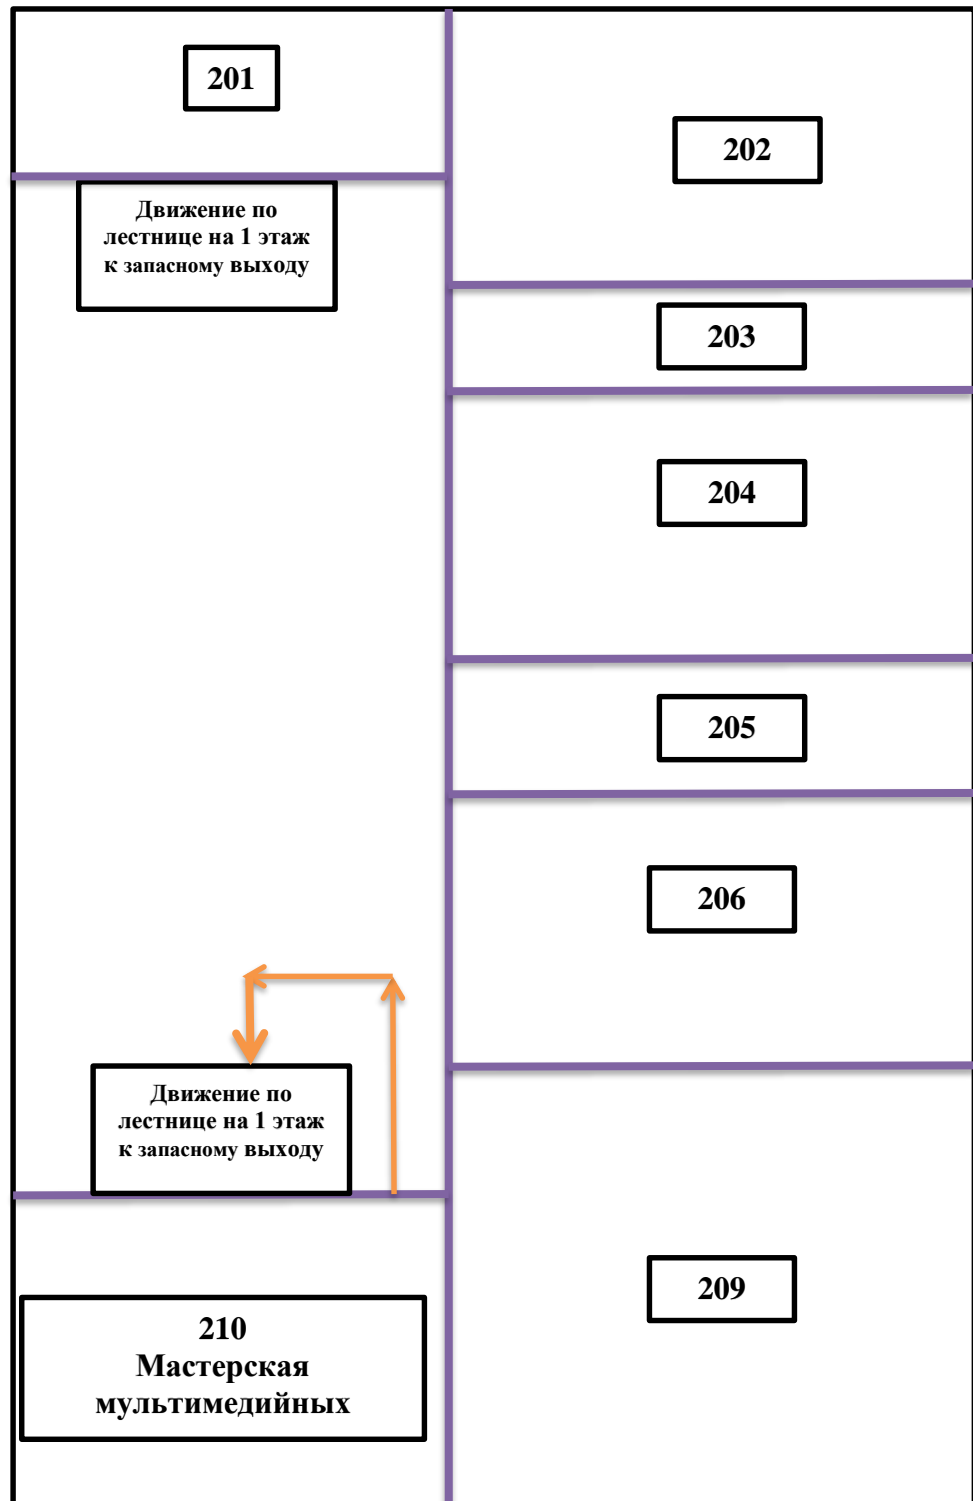 201
202
Движение по
лестнице на 1 этаж
к запасному выходу
203
204
205
206
Движение по
лестнице на 1 этаж
к запасному выходу
209
210
Мастерская
мультимедийных